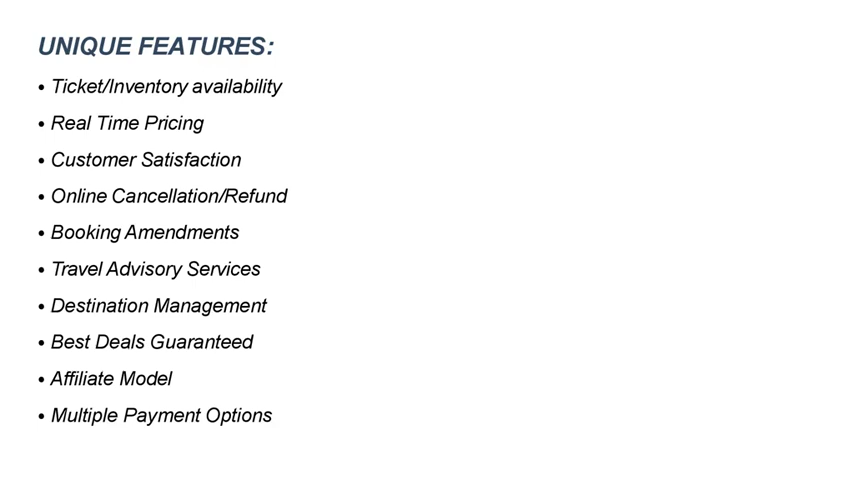 UNIQUE FEATURES:
• Ticket/Inventory availability
• Real Time Pricing
• Customer Satisfaction
• Online Cancellation/Refund
• Booking Amendments
• Travel Advisory Services
• Destination Management
• Best Deals Guaranteed
• Affiliate Model
• Multiple Payment Options